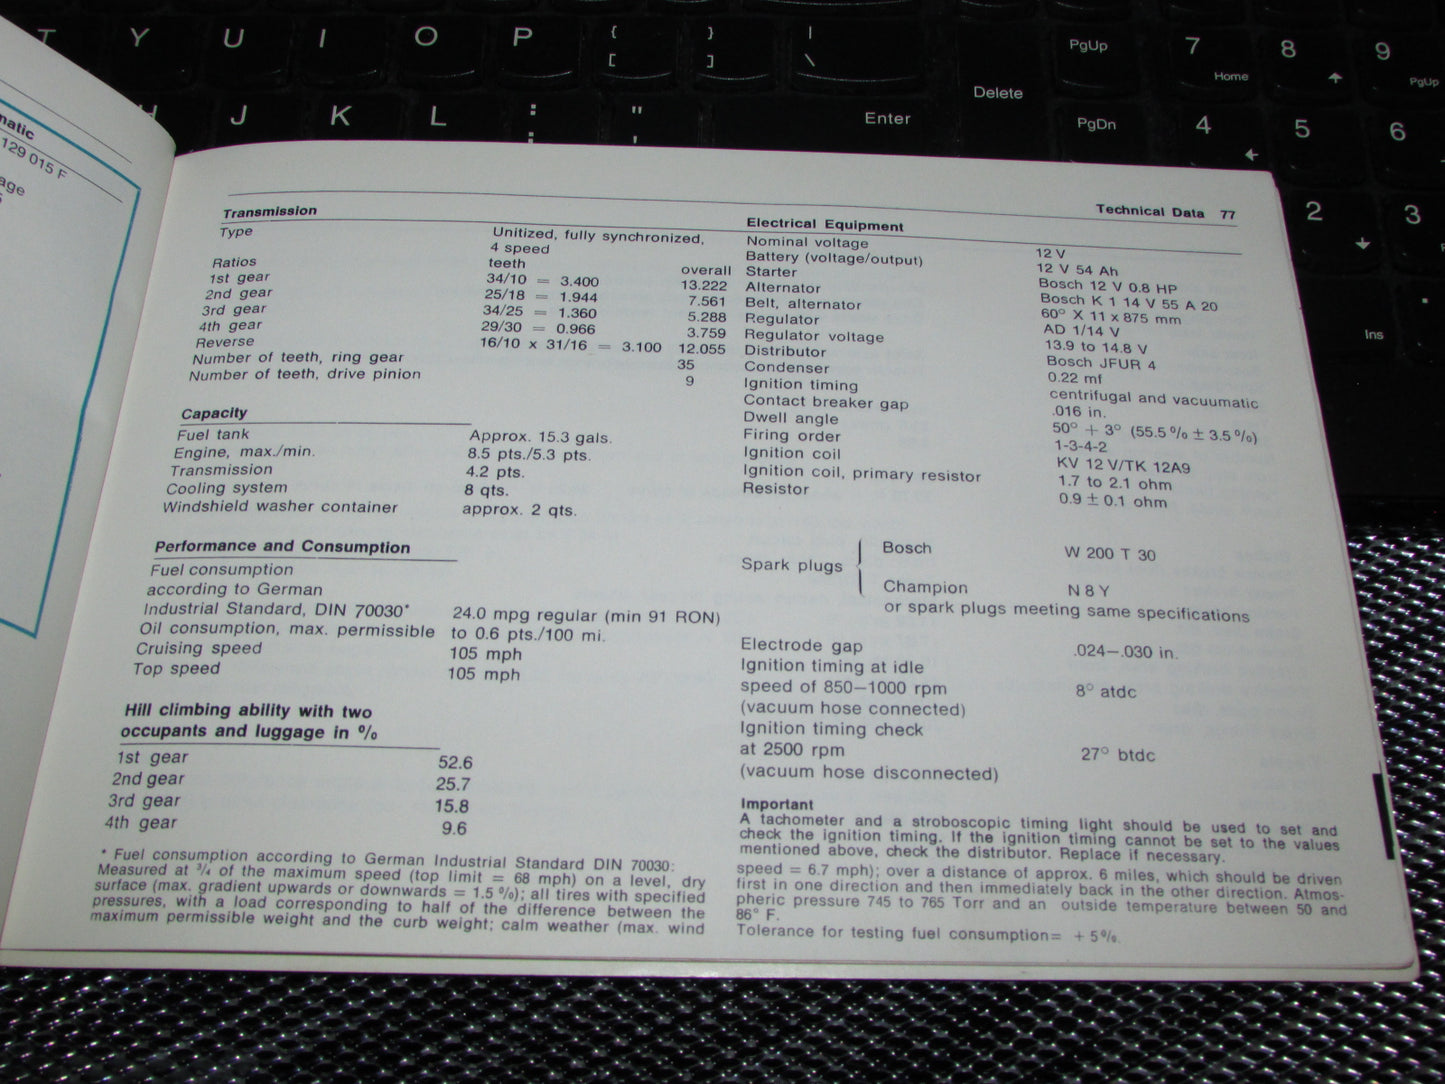 T Y U I O P { [ } ] | \ PgUp 7 Home 8 9 PgUp
Delete
H J K L : ; " ' Enter PgDn 4 5 6
2 3
Ins
matic
129 015 F
age
Technical Data 77
Transmission
Type Unitized, fully synchronized,
4 speed
Ratios teeth overall
1st gear 34/10 = 3.400 13.222
2nd gear 25/18 = 1.944 7.561
3rd gear 34/25 = 1.360 5.288
4th gear 29/30 = 0.966 3.759
Reverse 16/10 x 31/16 = 3.100 12.055
Number of teeth, ring gear 35
Number of teeth, drive pinion 9
Capacity
Fuel tank Approx. 15.3 gals.
Engine, max./min. 8.5 pts./5.3 pts.
Transmission 4.2 pts.
Cooling system 8 qts.
Windshield washer container approx. 2 qts.
Performance and Consumption
Fuel consumption
according to German
Industrial Standard, DIN 70030* 24.0 mpg regular (min 91 RON)
Oil consumption, max. permissible to 0.6 pts./100 mi.
Cruising speed 105 mph
Top speed 105 mph
Hill climbing ability with two
occupants and luggage in %
1st gear 52.6
2nd gear 25.7
3rd gear 15.8
4th gear 9.6
* Fuel consumption according to German Industrial Standard DIN 70030:
Measured at ¾ of the maximum speed (top limit = 68 mph) on a level, dry
surface (max. gradient upwards or downwards = 1.5 %); all tires with specified
pressures, with a load corresponding to half of the difference between the
maximum permissible weight and the curb weight; calm weather (max. wind
Electrical Equipment
Nominal voltage 12 V
Battery (voltage/output) 12 V 54 Ah
Starter Bosch 12 V 0.8 HP
Alternator Bosch K 1 14 V 55 A 20
Belt, alternator 60° X 11 x 875 mm
Regulator AD 1/14 V
Regulator voltage 13.9 to 14.8 V
Distributor Bosch JFUR 4
Condenser 0.22 mf
Ignition timing centrifugal and vacuumatic
Contact breaker gap .016 in.
Dwell angle 50° + 3° (55.5 % ± 3.5 %)
Firing order 1-3-4-2
Ignition coil KV 12 V/TK 12A9
Ignition coil, primary resistor 1.7 to 2.1 ohm
Resistor 0.9 ± 0.1 ohm
Bosch W 200 T 30
Spark plugs
Champion N 8 Y
or spark plugs meeting same specifications
Electrode gap .024—.030 in.
Ignition timing at idle
speed of 850—1000 rpm 8° atdc
(vacuum hose connected)
Ignition timing check
at 2500 rpm 27° btdc
(vacuum hose disconnected)
Important
A tachometer and a stroboscopic timing light should be used to set and
check the ignition timing. If the ignition timing cannot be set to the values
mentioned above, check the distributor. Replace if necessary.
speed = 6.7 mph); over a distance of approx. 6 miles, which should be driven
first in one direction and then immediately back in the other direction. Atmos-
pheric pressure 745 to 765 Torr and an outside temperature between 50 and
86° F.
Tolerance for testing fuel consumption= + 5%.